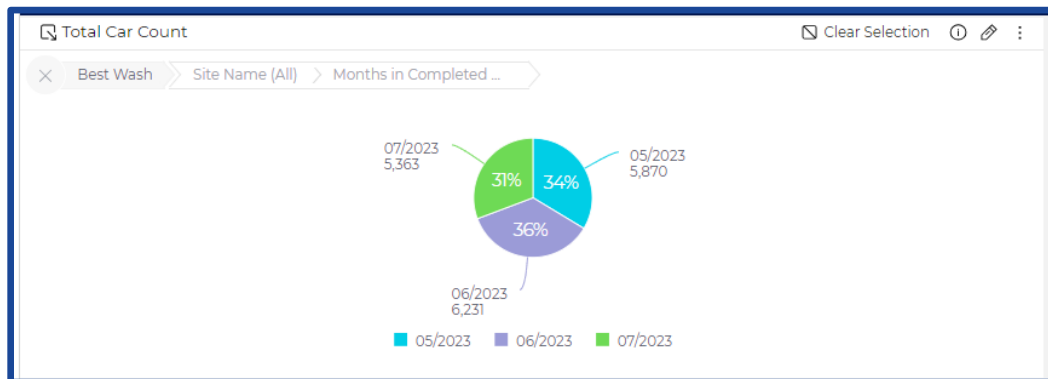 Total Car Count
Clear Selection
Best Wash
Site Name (All)
Months in Completed ...
07/2023
5,363
05/2023
5,870
31%
34%
36%
06/2023
6,231
05/2023
06/2023
07/2023